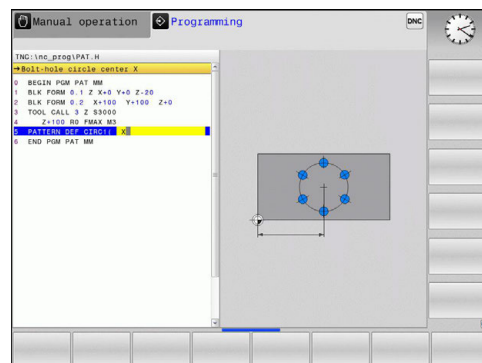 Manual operation
Programming
DNC
TNC:\nc_prog\PAT.H
→Bolt-hole circle center X
0 BEGIN PGM PAT MM
1 BLK FORM 0.1 Z X+0 Y+0 Z-20
2 BLK FORM 0.2 X+100 Y+100 Z+0
3 TOOL CALL 3 Z S3000
4 Z+100 R0 FMAX M3
5 PATTERN DEF CIRC1( X
6 END PGM PAT MM